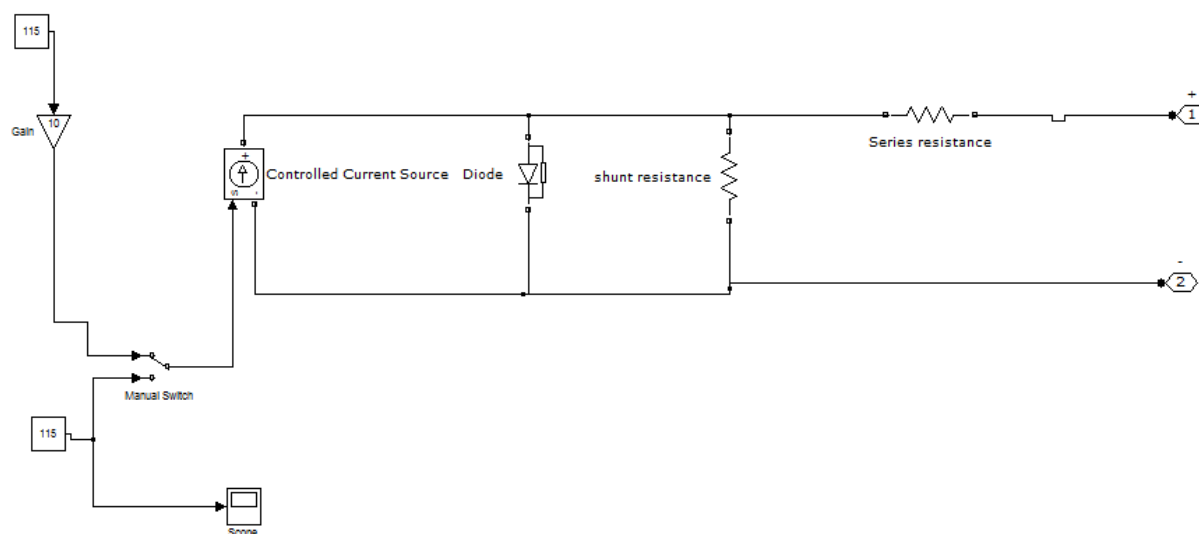 115
10
Gain
+
1
Series resistance
+
Controlled Current Source
Diode
shunt resistance
s
-
-
2
Manual Switch
115
Scope